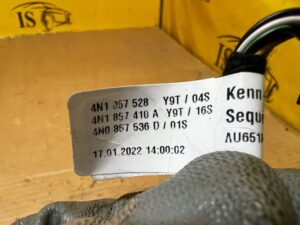 IS
4N1 857 528 Y9T / 04S
4N1 857 410 A Y9T / 16S
4N0 857 536 D / 01S
17.01.2022 14:00:02
Kenn
Seque
AU651